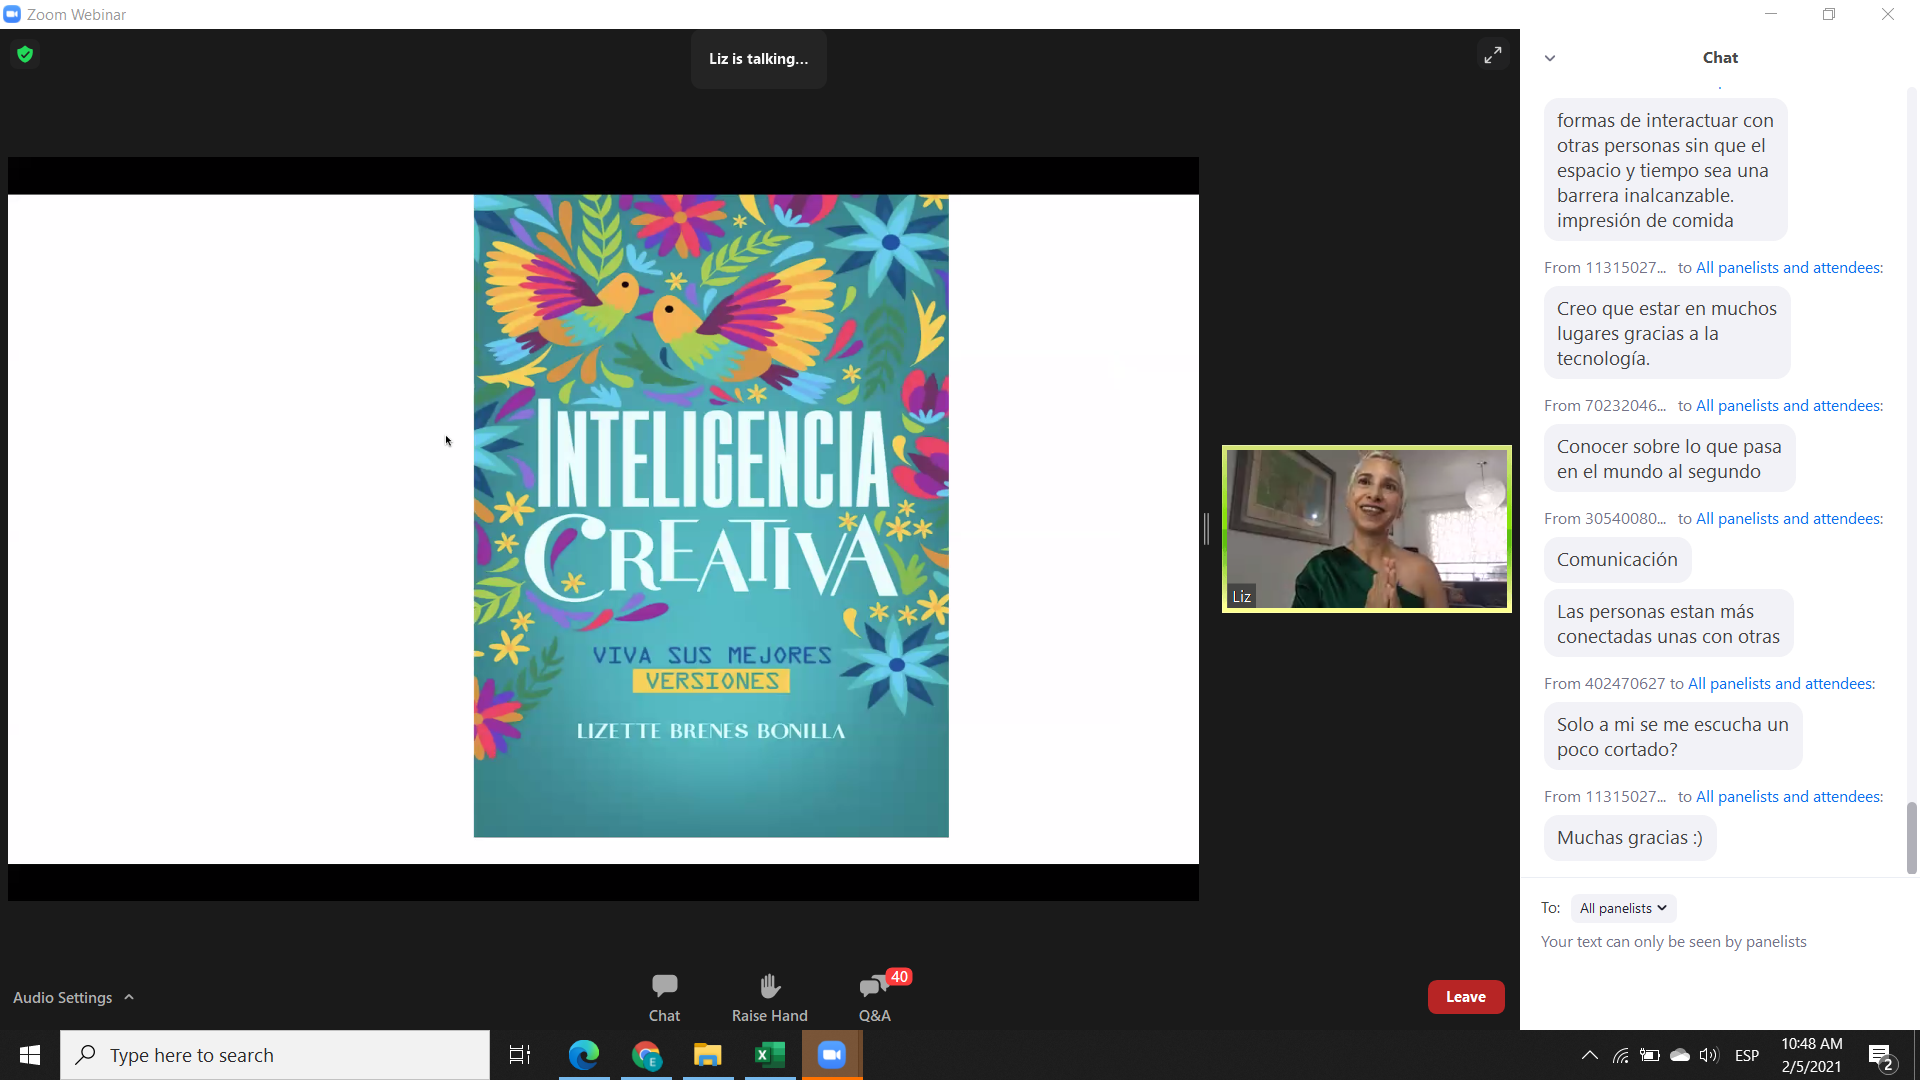 Zoom Webinar
Liz is talking...
INTELIGENCIA
CREATIVA
VIVA SUS MEJORES
VERSIONES
LIZETTE BRENES BONILLA
Liz
Chat
formas de interactuar con
otras personas sin que el
espacio y tiempo sea una
barrera inalcanzable.
impresión de comida
From 11315027... to All panelists and attendees:
Creo que estar en muchos
lugares gracias a la
tecnología.
From 70232046... to All panelists and attendees:
Conocer sobre lo que pasa
en el mundo al segundo
From 30540080... to All panelists and attendees:
Comunicación
Las personas estan más
conectadas unas con otras
From 402470627 to All panelists and attendees:
Solo a mi se me escucha un
poco cortado?
From 11315027... to All panelists and attendees:
Muchas gracias :)
To: All panelists
Your text can only be seen by panelists
Audio Settings
Chat
Raise Hand
40
Q&A
Leave
Type here to search
E
ESP
10:48 AM
2/5/2021
2